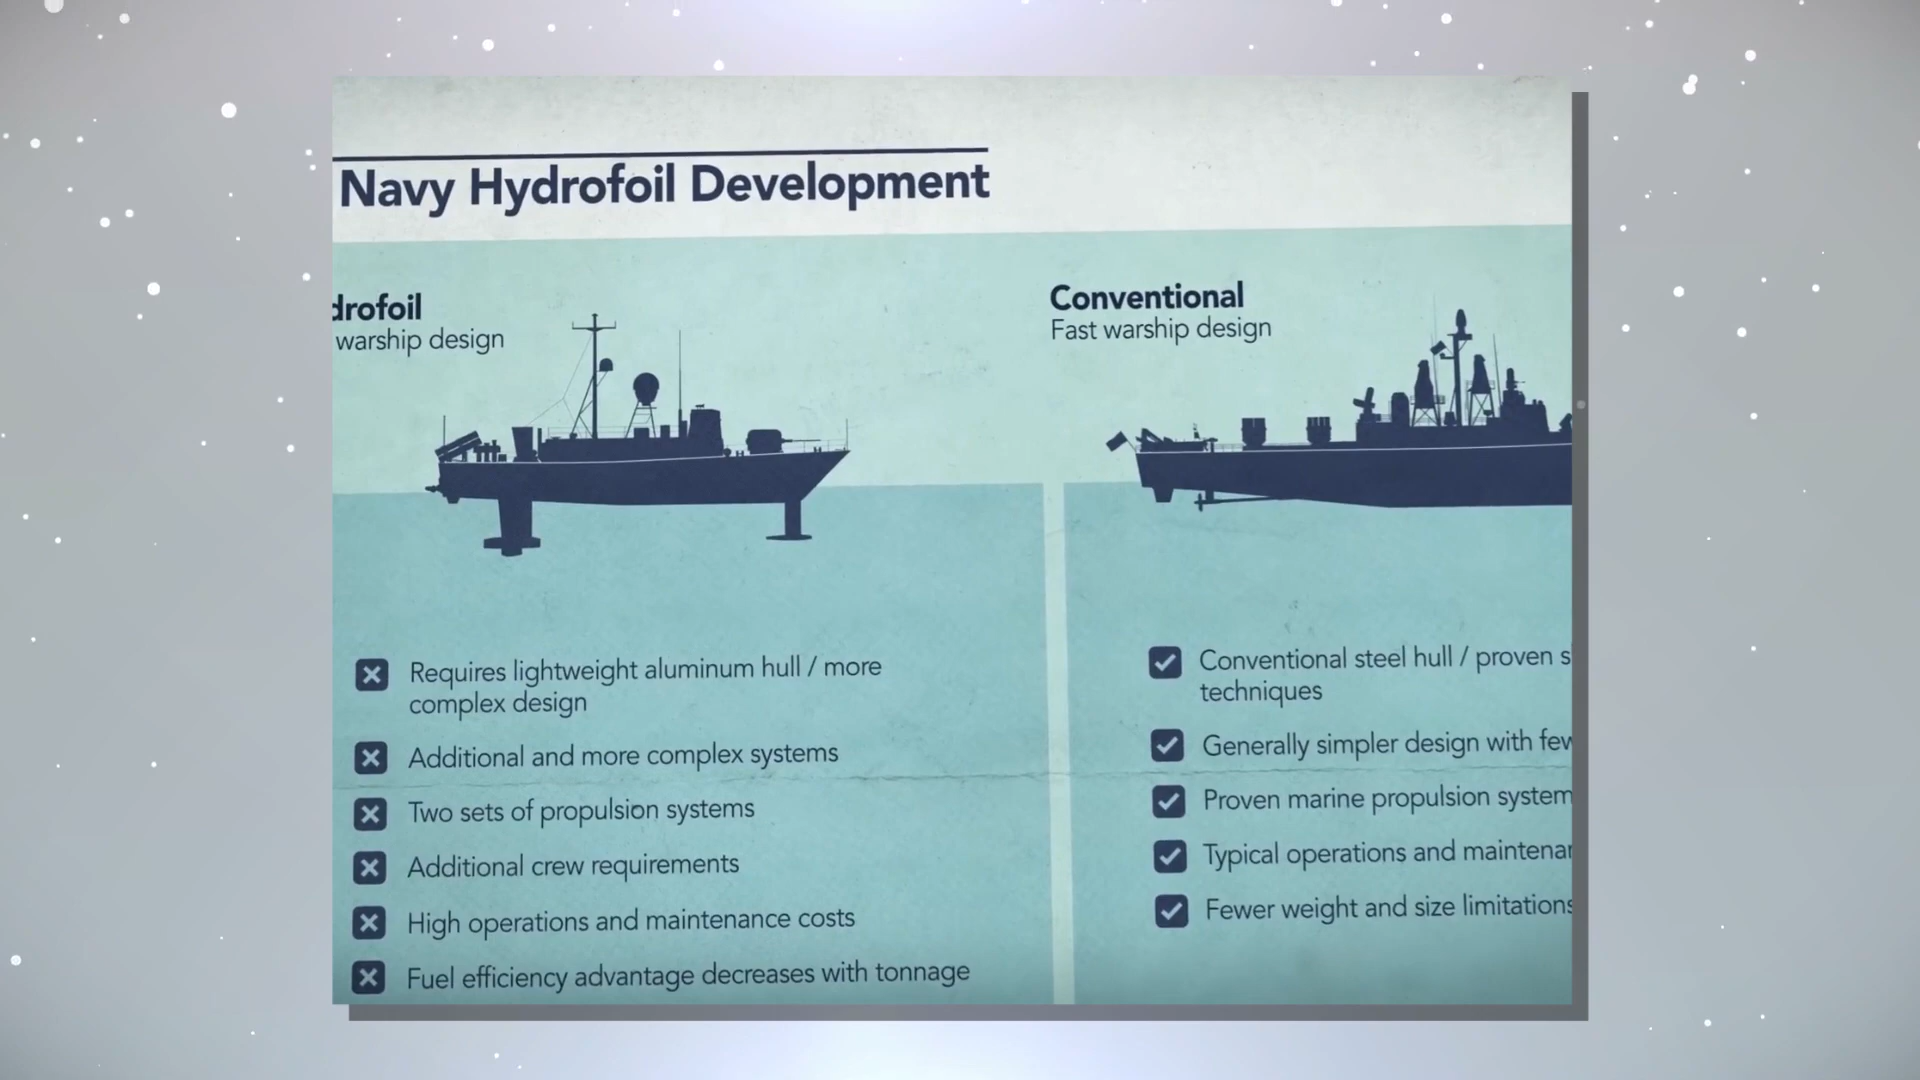 Navy Hydrofoil Development
drofoil
warship design
Requires lightweight aluminum hull / more
complex design
Additional and more complex systems
Two sets of propulsion systems
Additional crew requirements
High operations and maintenance costs
Fuel efficiency advantage decreases with tonnage
Conventional
Fast warship design
Conventional steel hull / proven s
techniques
Generally simpler design with few
Proven marine propulsion system
Typical operations and maintenan
Fewer weight and size limitations